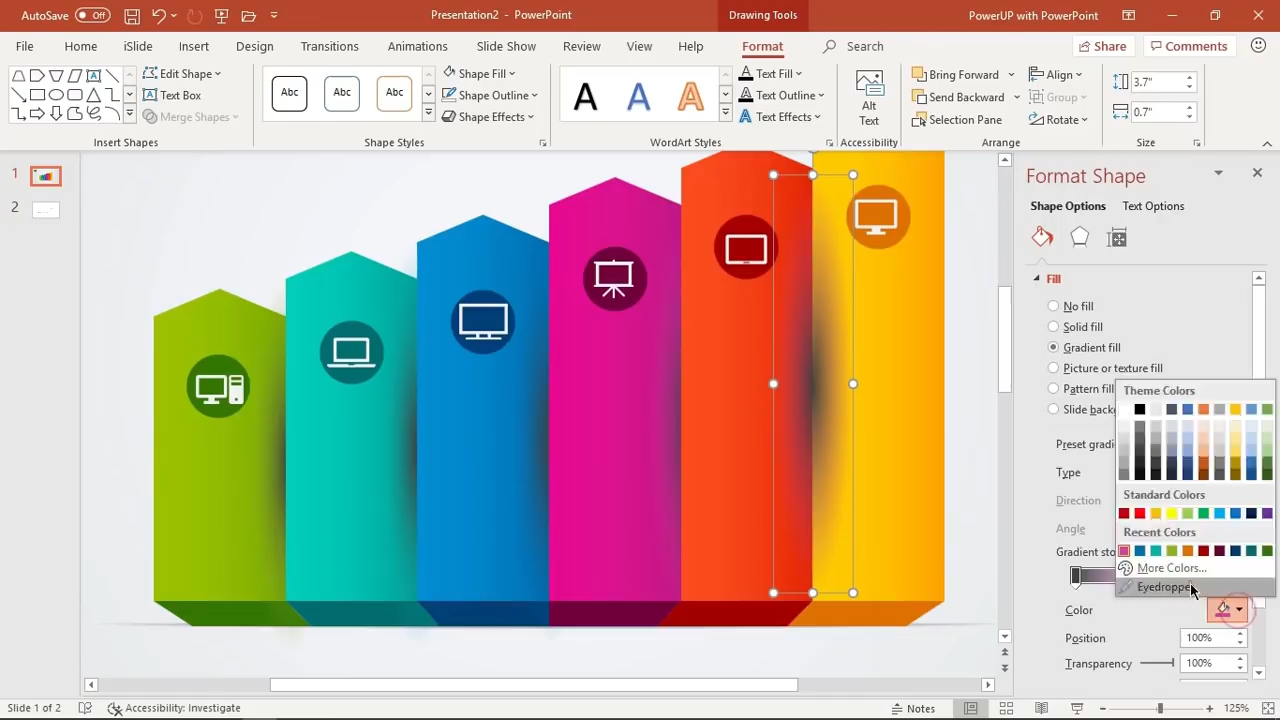 AutoSave Off
Presentation2 - PowerPoint
Drawing Tools
PowerUP with PowerPoint
File Home iSlide Insert Design Transitions Animations Slide Show Review View Help Format Search Share Comments
Edit Shape
Text Box
Merge Shapes
Insert Shapes
Abc Abc Abc
Shape Fill
Shape Outline
Shape Effects
Shape Styles
A A A
Text Fill
Text Outline
Text Effects
WordArt Styles
Alt
Text
Accessibility
Bring Forward
Send Backward
Selection Pane
Align
Group
Rotate
Arrange
3.7"
0.7"
Size
1
2
Format Shape
Shape Options Text Options
Fill
No fill
Solid fill
Gradient fill
Picture or texture fill
Pattern fill
Slide backg
Preset gradi
Type
Direction
Angle
Gradient sto
Theme Colors
Standard Colors
Recent Colors
More Colors...
Eyedroppe
Color
Position 100%
Transparency 100%
Slide 1 of 2
Accessibility: Investigate
Notes
125%